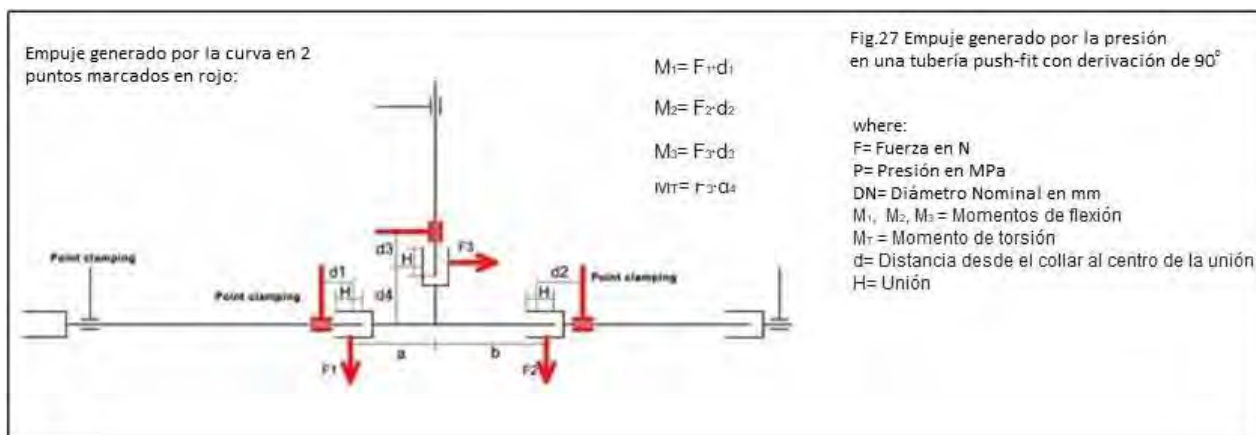 Empuje generado por la curva en 2
puntos marcados en rojo:
M₁= F₁·d₁
M₂= F₂·d₂
M₃= F₃·d₃
Mᴛ= F₃·d₄
Fig.27 Empuje generado por la presión
en una tubería push-fit con derivación de 90°
where:
F= Fuerza en N
P= Presión en MPa
DN= Diámetro Nominal en mm
M₁, M₂, M₃ = Momentos de flexión
Mᴛ = Momento de torsión
d= Distancia desde el collar al centro de la unión
H= Unión
d3
H
F3
d4
Point clamping
Point clamping
d1
H
d2
H
Point clamping
a
b
F1
F2